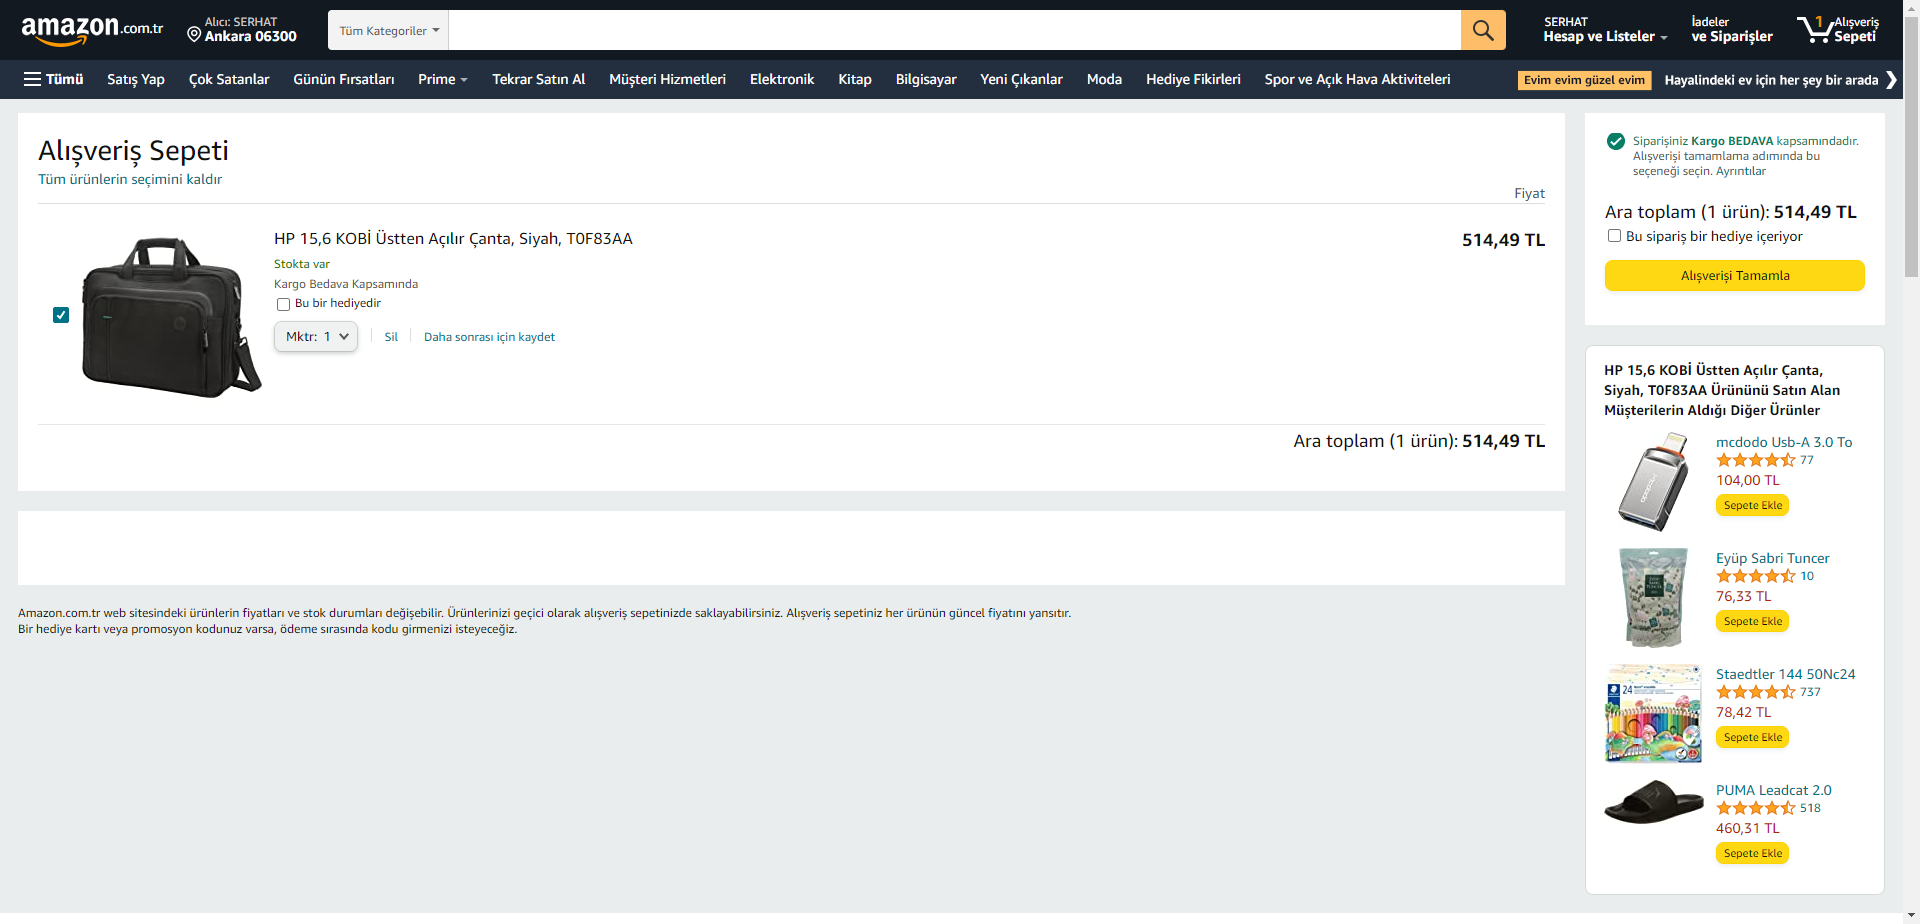 amazon.com.tr
Alıcı: SERHAT
Ankara 06300
Tüm Kategoriler
SERHAT
Hesap ve Listeler
İadeler
ve Siparişler
1
Alışveriş
Sepeti
Tümü
Satış Yap
Çok Satanlar
Günün Fırsatları
Prime
Tekrar Satın Al
Müşteri Hizmetleri
Elektronik
Kitap
Bilgisayar
Yeni Çıkanlar
Moda
Hediye Fikirleri
Spor ve Açık Hava Aktiviteleri
Evim evim güzel evim
Hayalindeki ev için her şey bir arada
Alışveriş Sepeti
Tüm ürünlerin seçimini kaldır
Fiyat
HP 15,6 KOBİ Üstten Açılır Çanta, Siyah, T0F83AA
514,49 TL
Stokta var
Kargo Bedava Kapsamında
Bu bir hediyedir
Mktr: 1
Sil
Daha sonrası için kaydet
Ara toplam (1 ürün): 514,49 TL
Amazon.com.tr web sitesindeki ürünlerin fiyatları ve stok durumları değişebilir. Ürünlerinizi geçici olarak alışveriş sepetinizde saklayabilirsiniz. Alışveriş sepetiniz her ürünün güncel fiyatını yansıtır.
Bir hediye kartı veya promosyon kodunuz varsa, ödeme sırasında kodu girmenizi isteyeceğiz.
Siparişiniz Kargo BEDAVA kapsamındadır.
Alışverişi tamamlama adımında bu
seçeneği seçin. Ayrıntılar
Ara toplam (1 ürün): 514,49 TL
Bu sipariş bir hediye içeriyor
Alışverişi Tamamla
HP 15,6 KOBİ Üstten Açılır Çanta,
Siyah, T0F83AA Ürününü Satın Alan
Müşterilerin Aldığı Diğer Ürünler
mcdodo Usb-A 3.0 To
77
104,00 TL
Sepete Ekle
Eyüp Sabri Tuncer
10
76,33 TL
Sepete Ekle
Staedtler 144 50Nc24
737
78,42 TL
Sepete Ekle
24
PUMA Leadcat 2.0
518
460,31 TL
Sepete Ekle